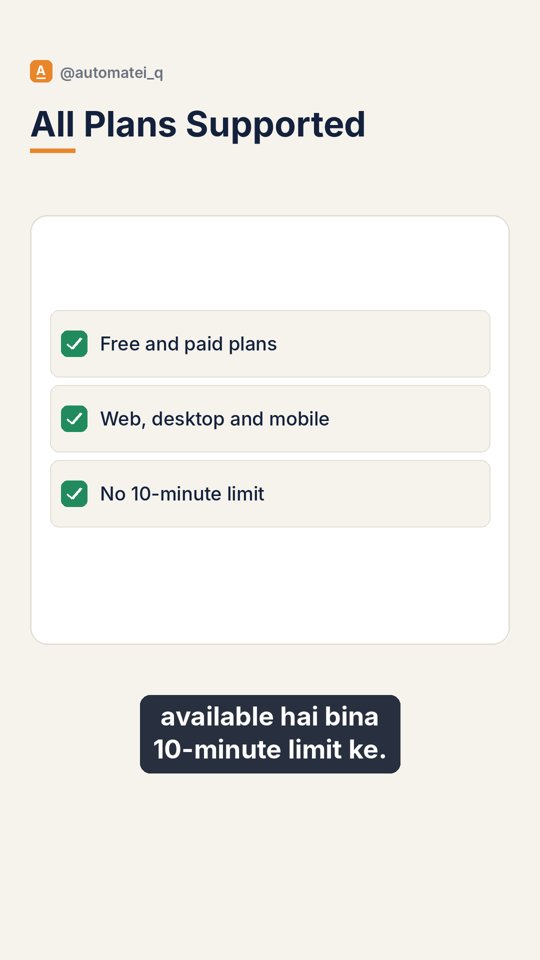 A
@automatei_q
All Plans Supported
Free and paid plans
Web, desktop and mobile
No 10-minute limit
available hai bina
10-minute limit ke.